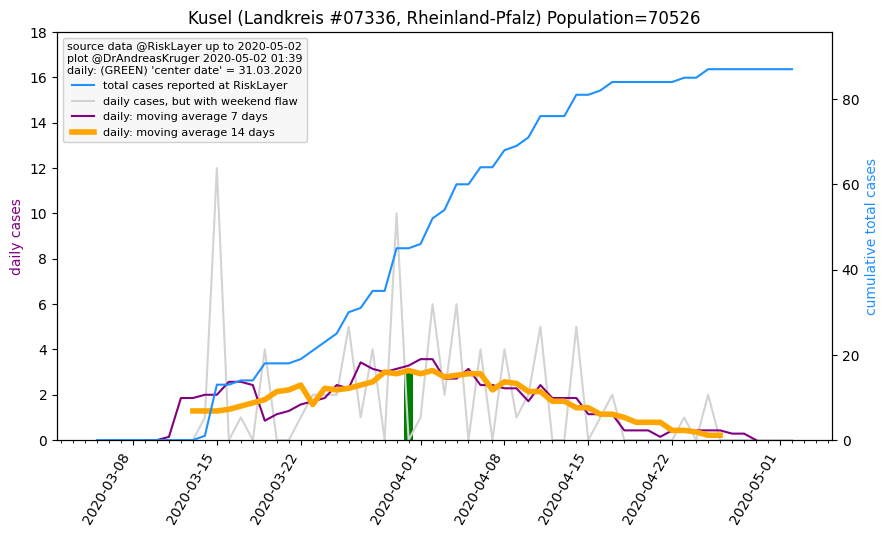 Kusel (Landkreis #07336, Rheinland-Pfalz) Population=70526
source data @RiskLayer up to 2020-05-02
plot @DrAndreasKruger 2020-05-02 01:39
daily: (GREEN) 'center date' = 31.03.2020
total cases reported at RiskLayer
daily cases, but with weekend flaw
daily: moving average 7 days
daily: moving average 14 days
daily cases
18
16
14
12
10
8
6
4
2
0
80
60
40
20
0
cumulative total cases
2020-03-08
2020-03-15
2020-03-22
2020-04-01
2020-04-08
2020-04-15
2020-04-22
2020-05-01